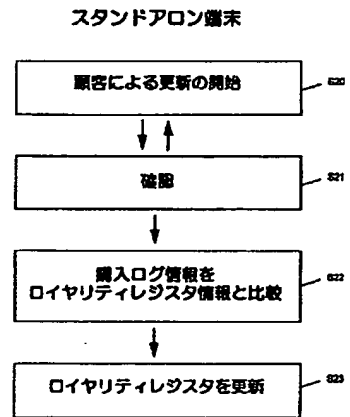 スタンドアロン端末
顧客による更新の開始
S20
確認
S21
購入ログ情報を
ロイヤリティレジスタ情報と比較
S22
ロイヤリティレジスタを更新
S23